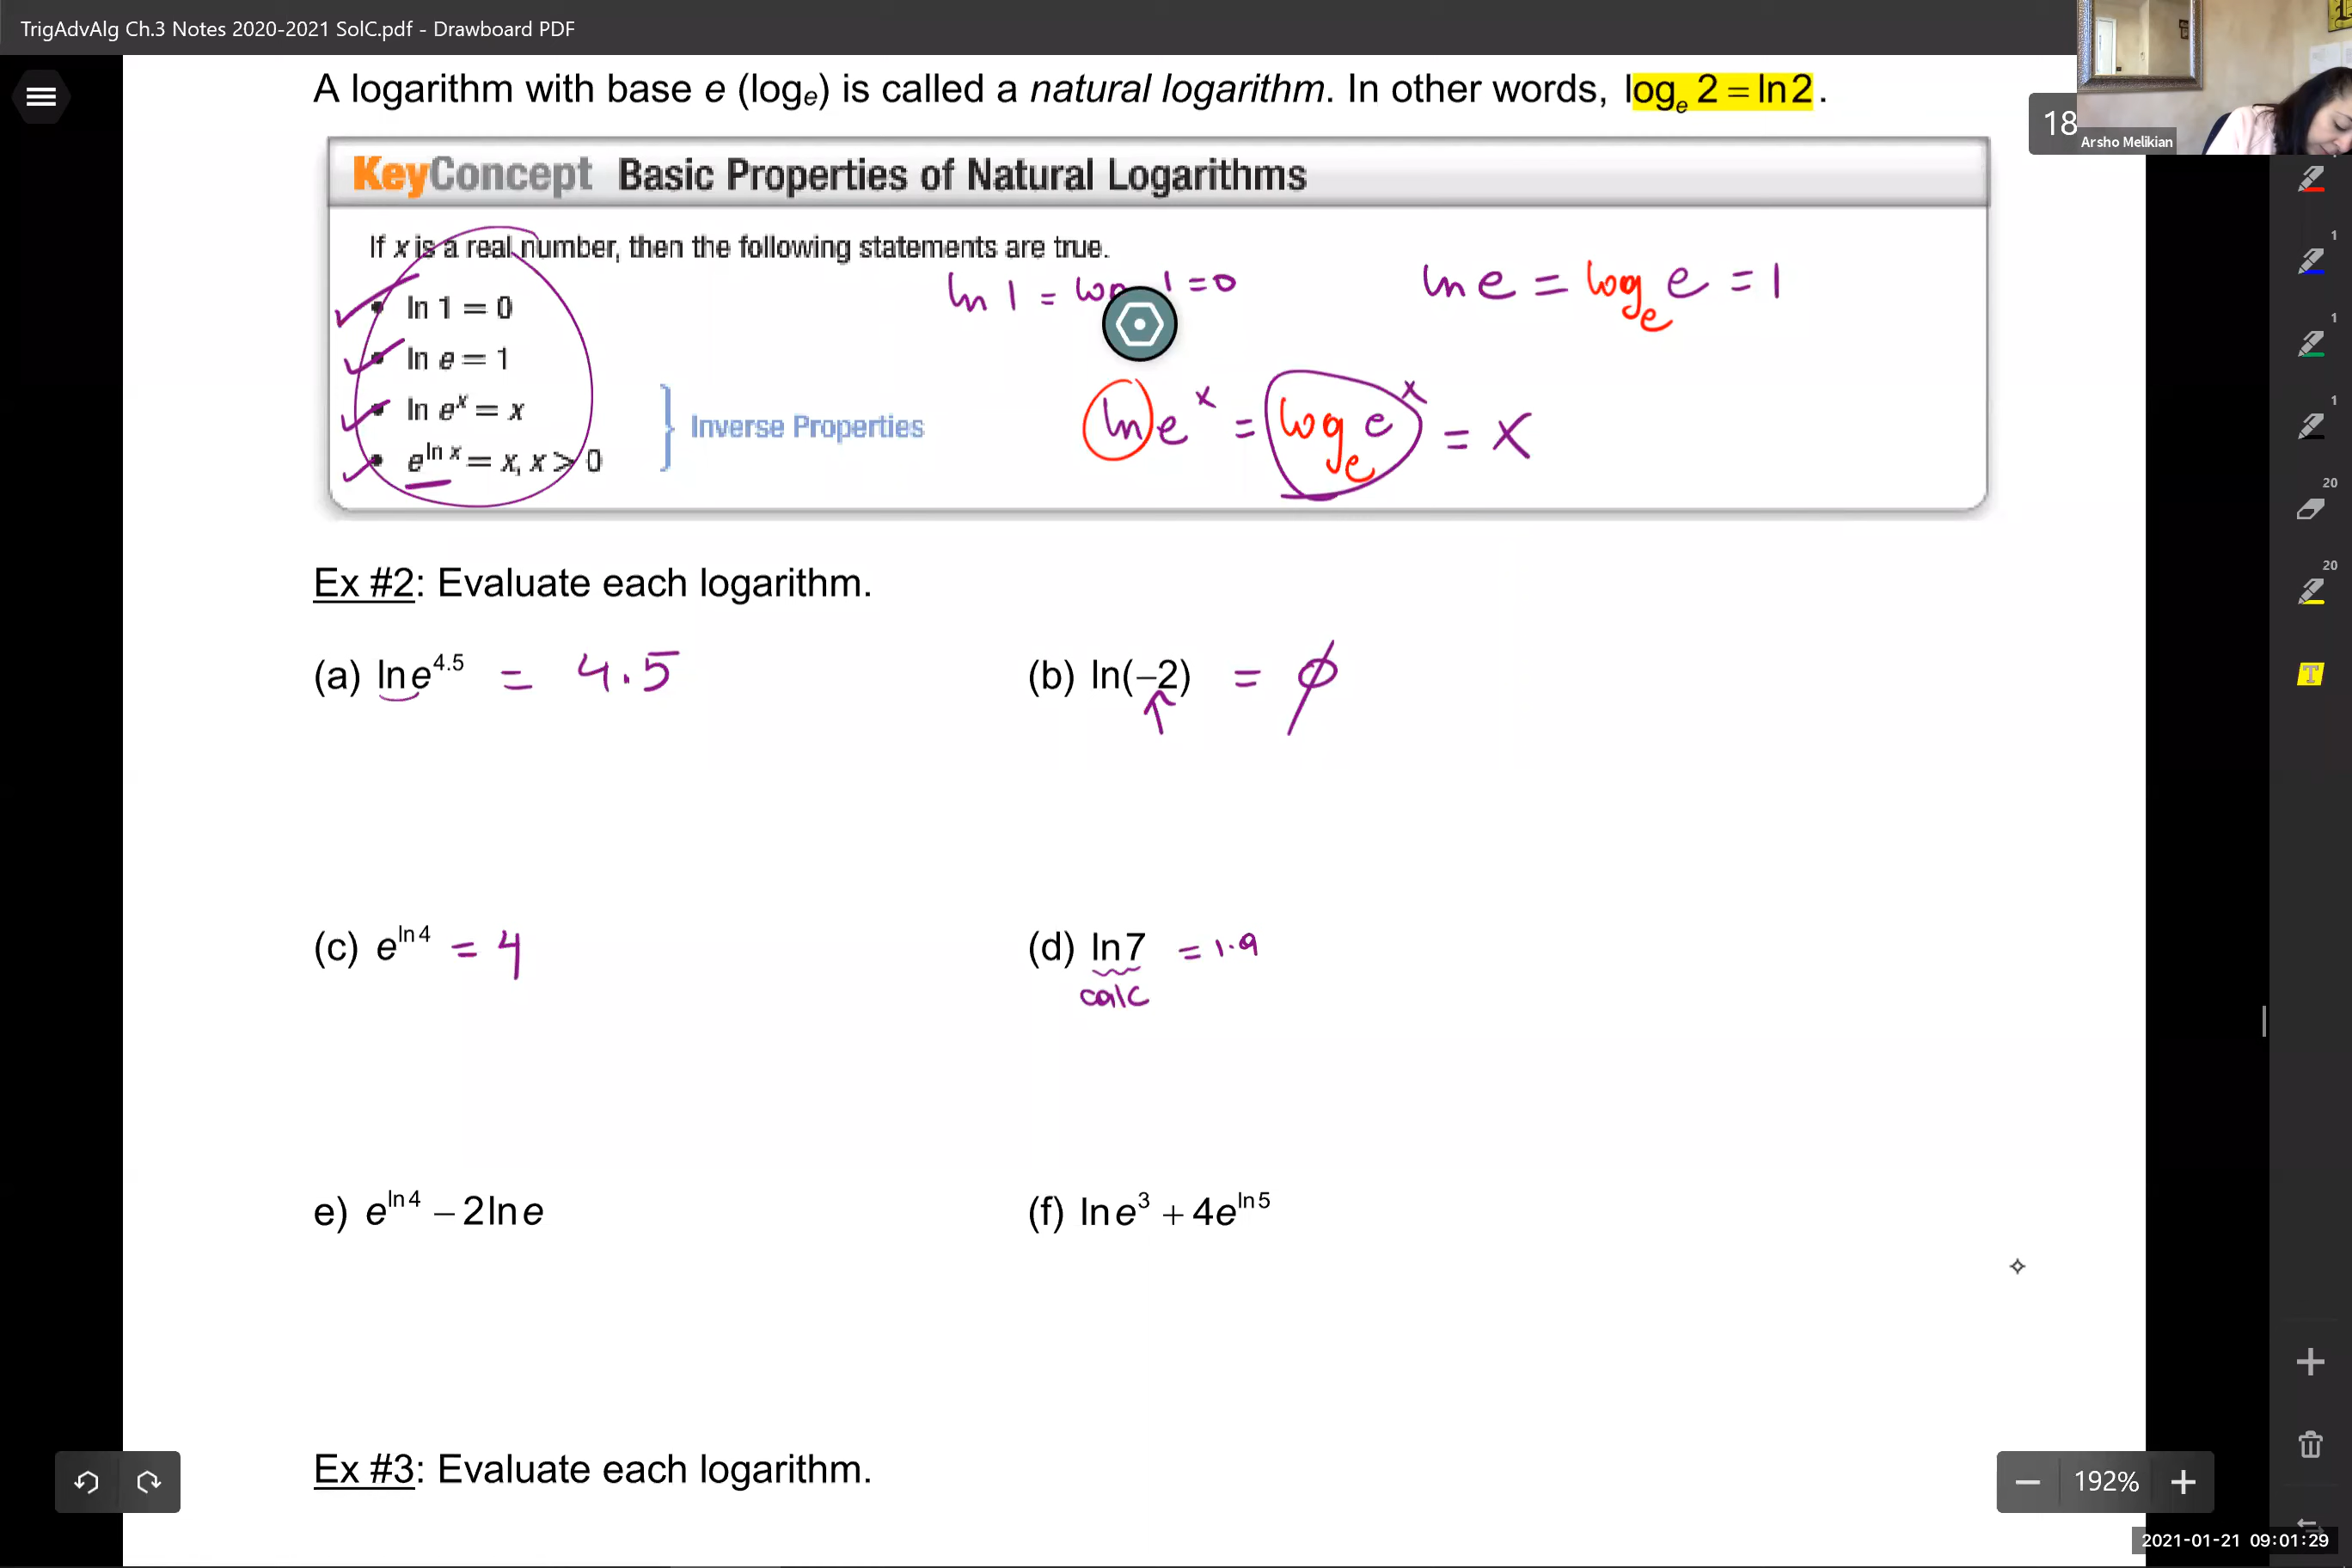 TrigAdvAlg Ch.3 Notes 2020-2021 SolC.pdf - Drawboard PDF
A logarithm with base e (logₑ) is called a natural logarithm. In other words, logₑ 2 = ln 2.
18
Arsho Melikian
KeyConcept Basic Properties of Natural Logarithms
If x is a real number, then the following statements are true.
ln 1 = 1 = 0
ln e = logₑ e = 1
• ln 1 = 0
• ln e = 1
• ln eˣ = x
• e^(ln x) = x, x > 0
Inverse Properties
ln eˣ = logₑ eˣ = x
Ex #2: Evaluate each logarithm.
(a) ln e^4.5 = 4.5
(b) ln(−2) = ϕ
(c) e^(ln 4) = 4
(d) ln 7 = 1.9
calc
e) e^(ln 4) − 2 ln e
(f) ln e³ + 4e^(ln 5)
Ex #3: Evaluate each logarithm.
1
1
1
20
20
T
192%
2021-01-21 09:01:29